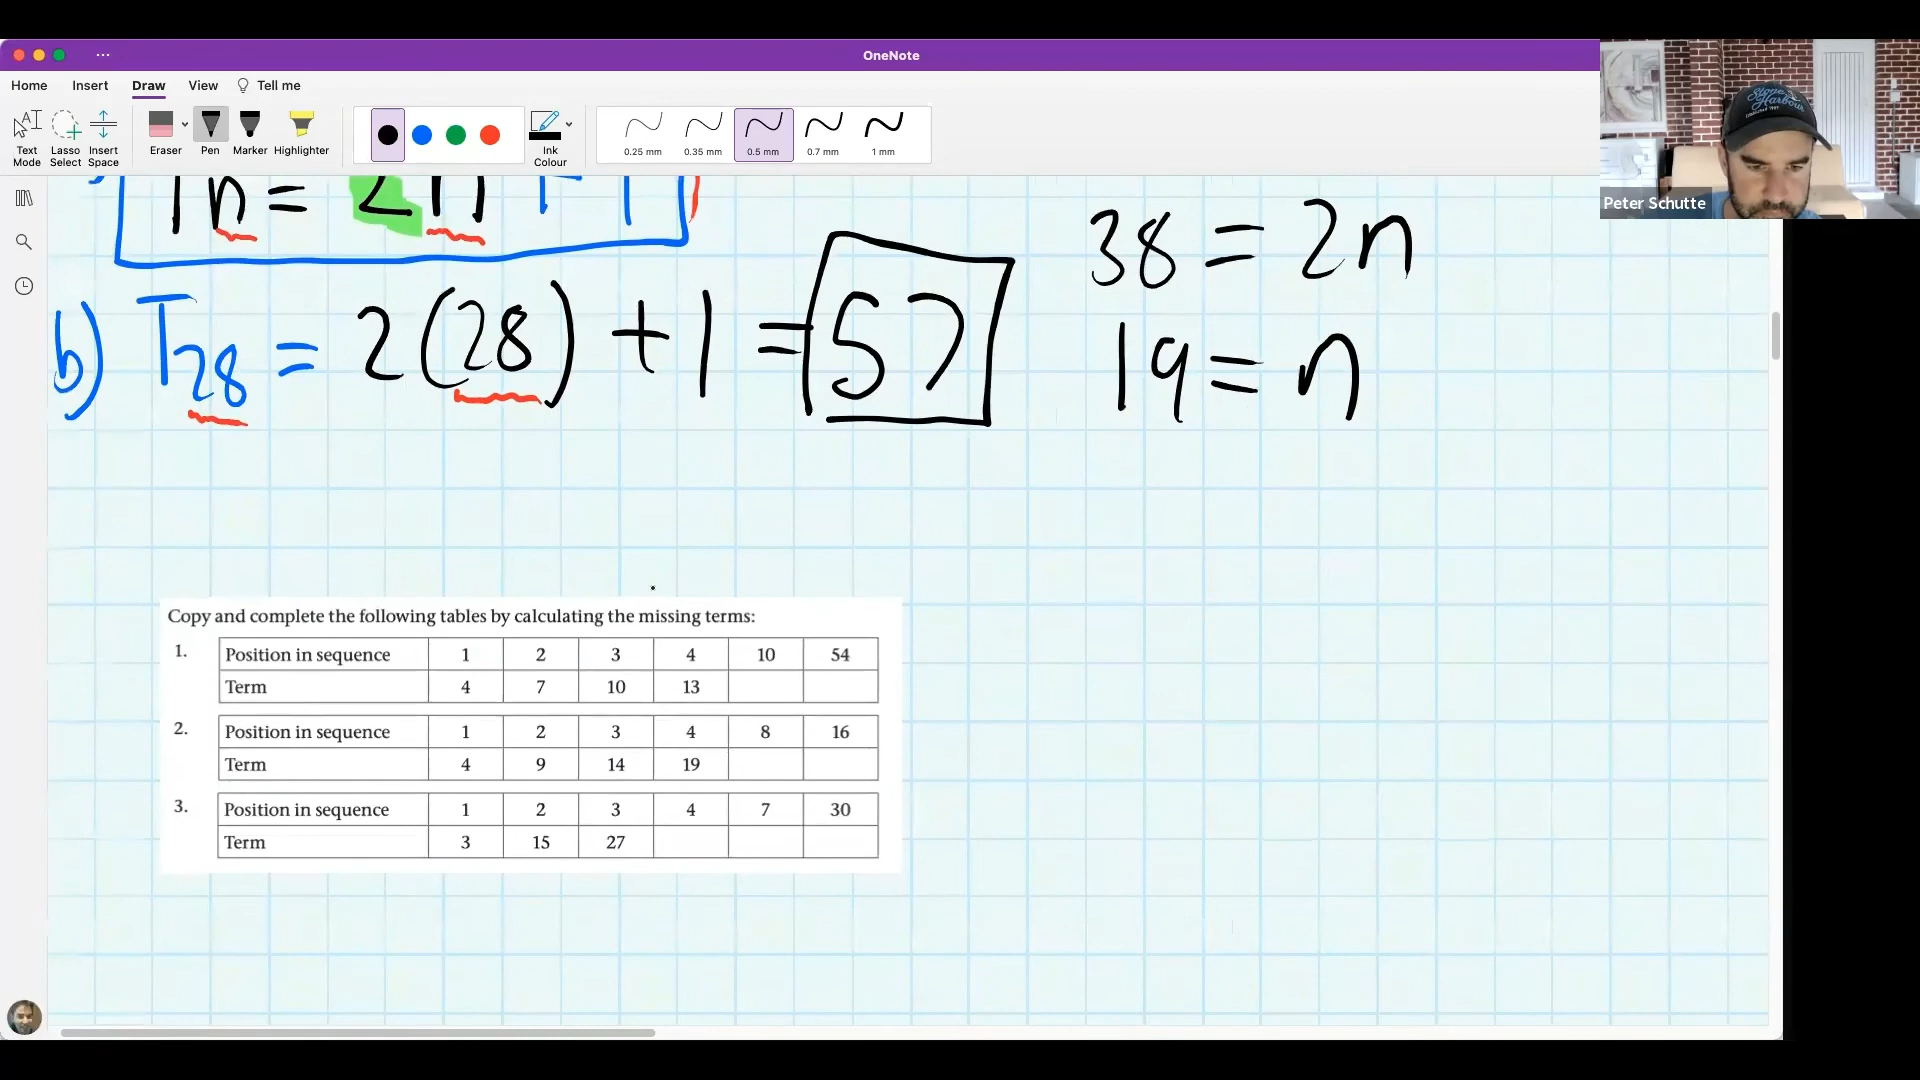 OneNote
Home Insert Draw View Tell me
Text Mode Lasso Select Insert Space Eraser Pen Marker Highlighter Ink Colour 0.25 mm 0.35 mm 0.5 mm 0.7 mm 1 mm
Stone Harbour
Peter Schutte
Tn = 2n + 1
38 = 2n
b) T28 = 2(28) + 1 = 57
19 = n
Copy and complete the following tables by calculating the missing terms:
1. Position in sequence 1 2 3 4 10 54
Term 4 7 10 13
2. Position in sequence 1 2 3 4 8 16
Term 4 9 14 19
3. Position in sequence 1 2 3 4 7 30
Term 3 15 27